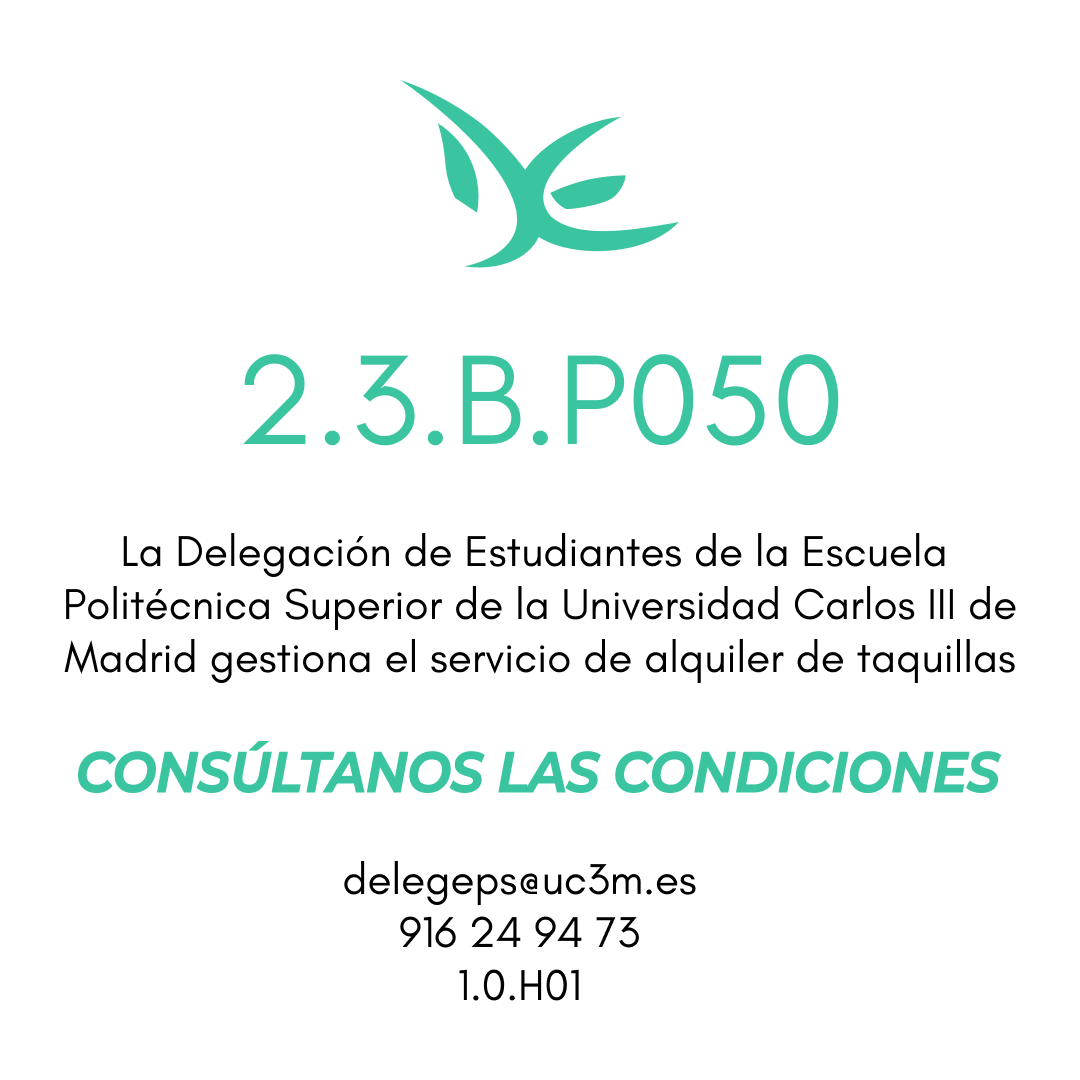 2.3.B.P050
La Delegación de Estudiantes de la Escuela
Politécnica Superior de la Universidad Carlos III de
Madrid gestiona el servicio de alquiler de taquillas
CONSÚLTANOS LAS CONDICIONES
delegeps@uc3m.es
916 24 94 73
1.0.H01